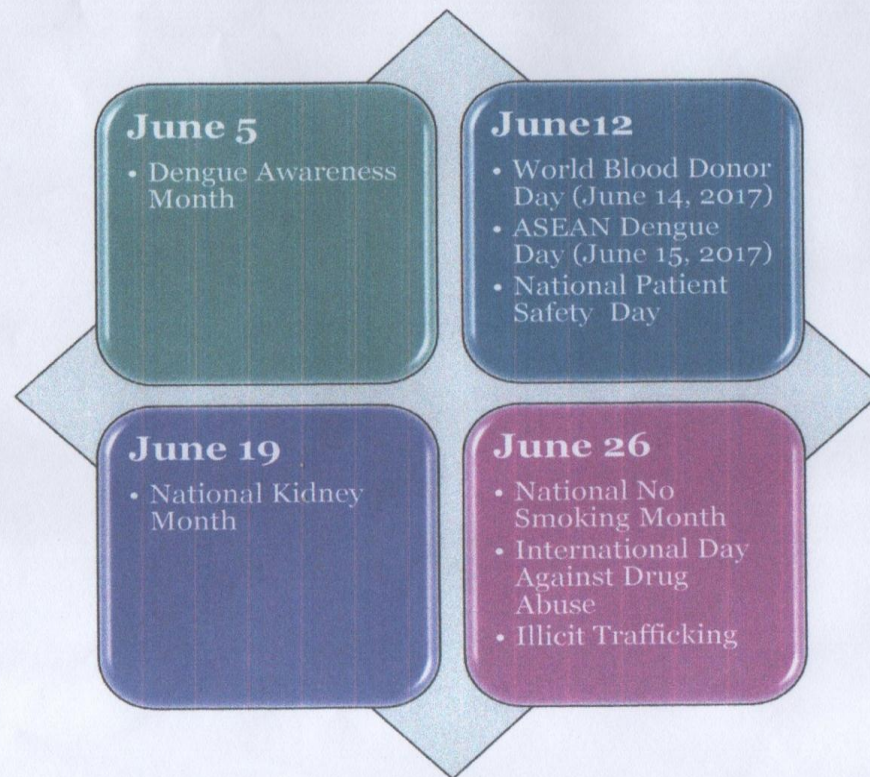 June 5
• Dengue Awareness
Month
June12
• World Blood Donor
Day (June 14, 2017)
• ASEAN Dengue
Day (June 15, 2017)
• National Patient
Safety Day
June 19
• National Kidney
Month
June 26
• National No
Smoking Month
• International Day
Against Drug
Abuse
• Illicit Trafficking